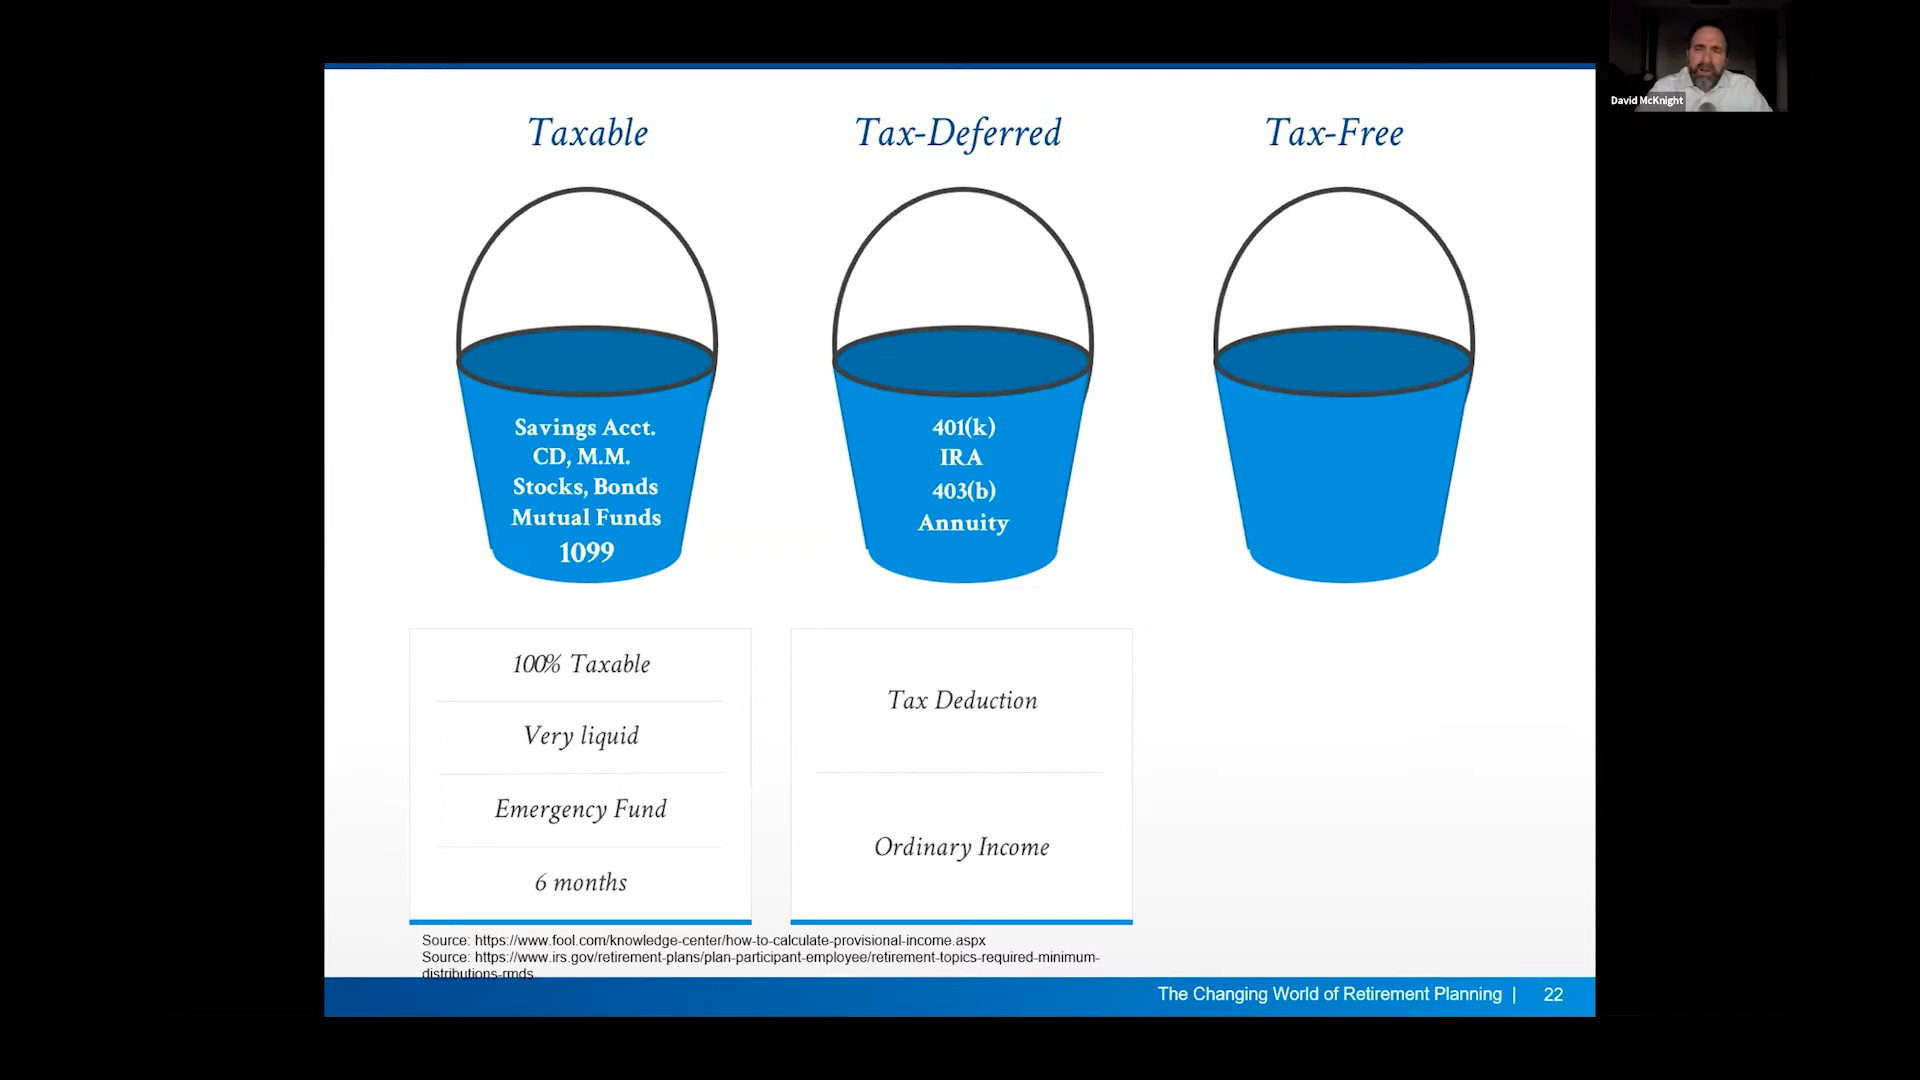 David McKnight
Taxable
Tax-Deferred
Tax-Free
Savings Acct.
CD, M.M.
Stocks, Bonds
Mutual Funds
1099
401(k)
IRA
403(b)
Annuity
100% Taxable
Very liquid
Emergency Fund
6 months
Tax Deduction
Ordinary Income
Source: https://www.fool.com/knowledge-center/how-to-calculate-provisional-income.aspx
Source: https://www.irs.gov/retirement-plans/plan-participant-employee/retirement-topics-required-minimum-
distributions-rmds
The Changing World of Retirement Planning | 22